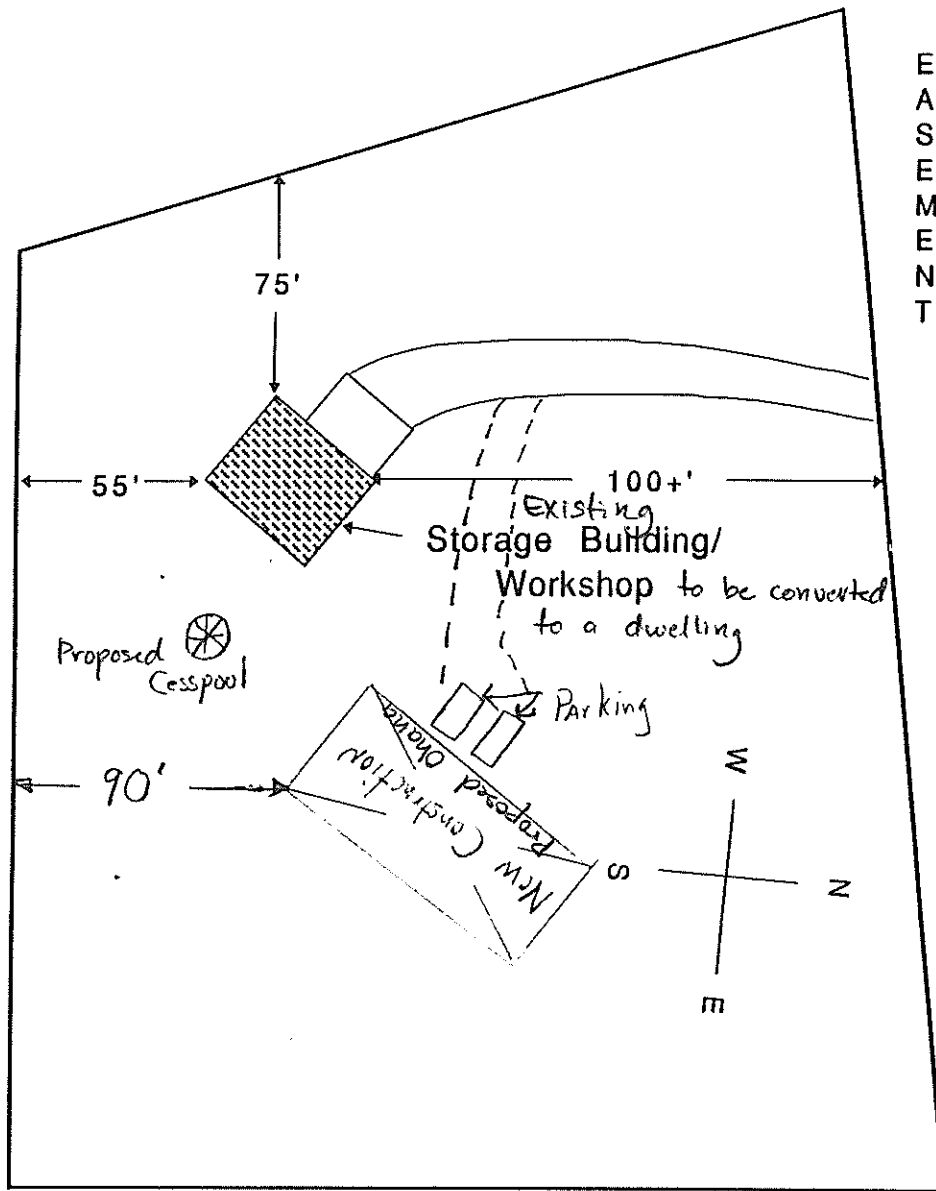 E
A
S
E
M
E
N
T
75'
55'
100+'
Existing
Storage Building/
Workshop to be converted
to a dwelling
Proposed
Cesspool
Parking
90'
Proposed Ohana
New Construction
W
S
N
E